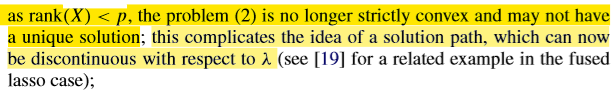 as rank(X) < p, the problem (2) is no longer strictly convex and may not have
a unique solution; this complicates the idea of a solution path, which can now
be discontinuous with respect to λ (see [19] for a related example in the fused
lasso case);